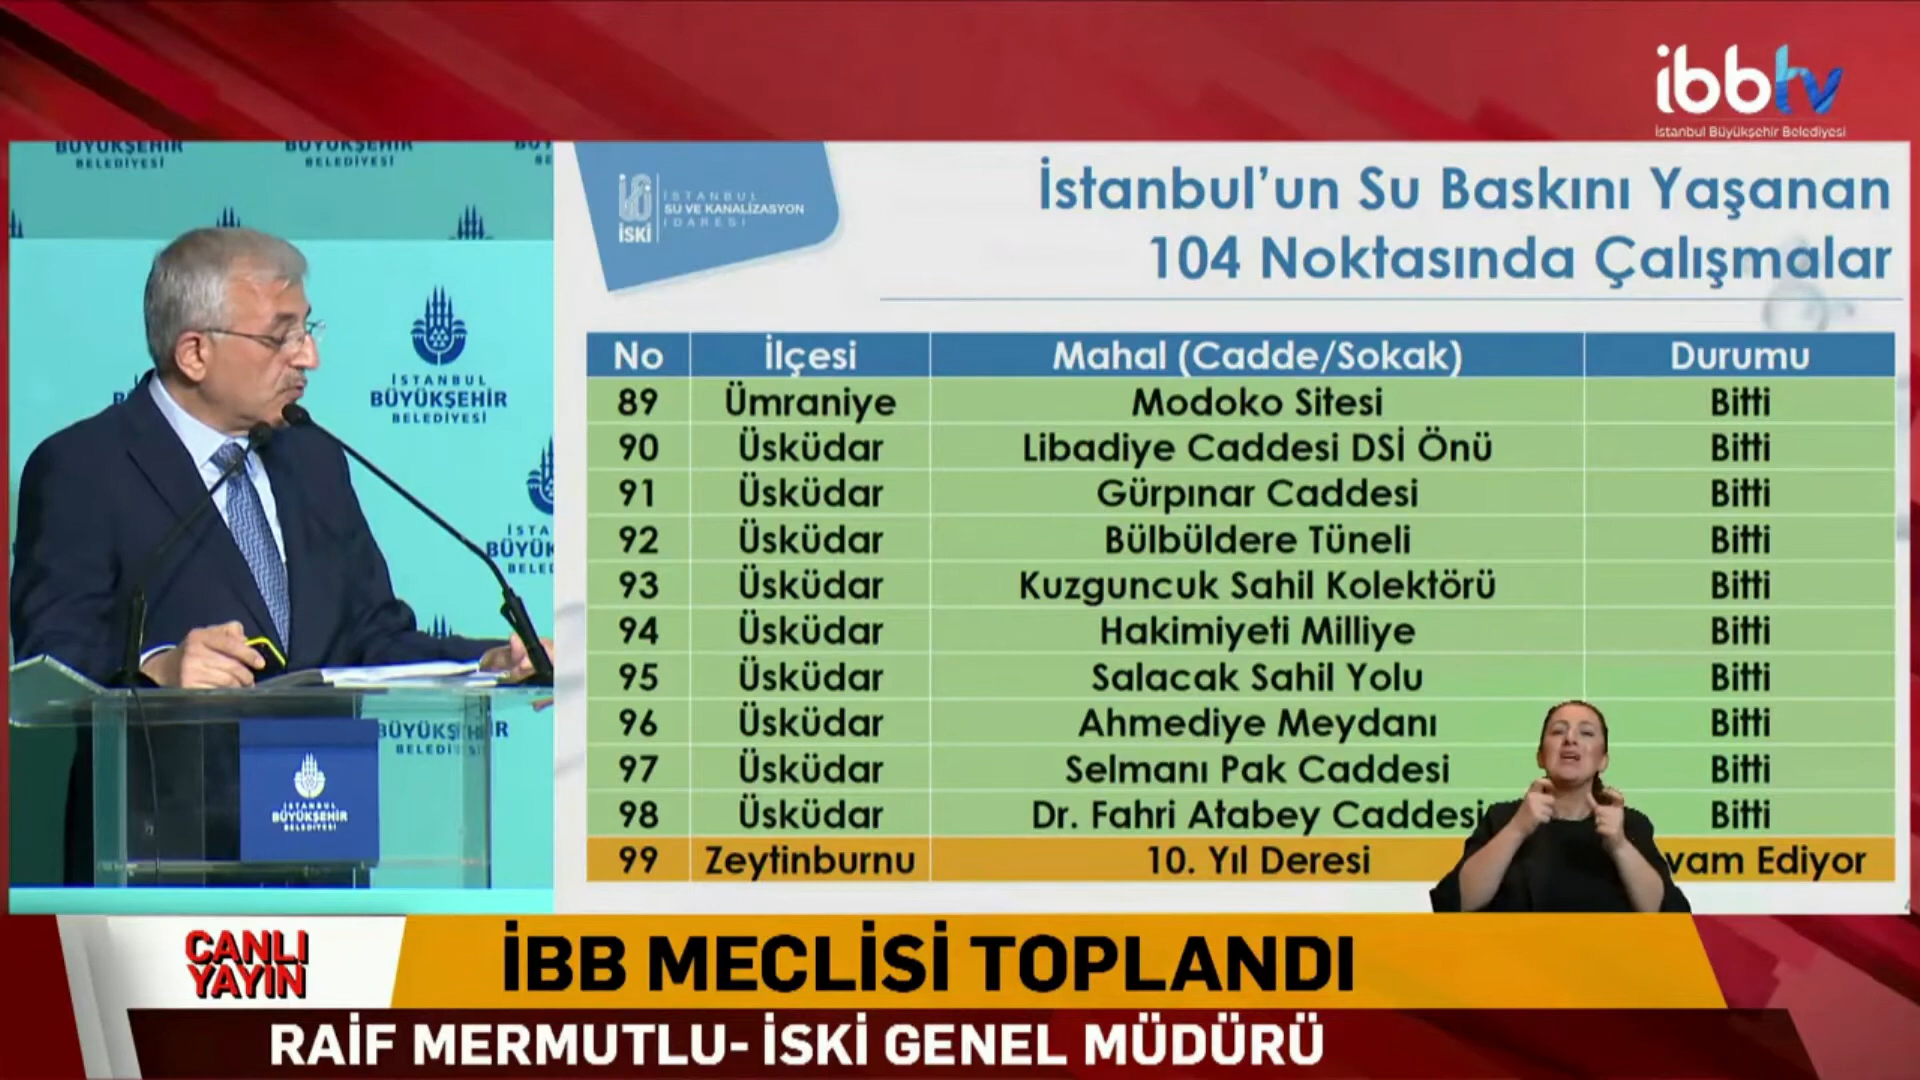 ibbtv
İstanbul Büyükşehir Belediyesi
BÜYÜKŞEHİR
BELEDİYESİ
BÜYÜKŞEHİR
BELEDİYESİ
İSTANBUL
BÜYÜKŞEHİR
BELEDİYESİ
İSTANBUL
BÜYÜKŞEHİR
BELEDİYESİ
İSKİ
İSTANBUL
SU VE KANALİZASYON
İDARESİ
İstanbul’un Su Baskını Yaşanan
104 Noktasında Çalışmalar
No İlçesi Mahal (Cadde/Sokak) Durumu
89 Ümraniye Modoko Sitesi Bitti
90 Üsküdar Libadiye Caddesi DSİ Önü Bitti
91 Üsküdar Gürpınar Caddesi Bitti
92 Üsküdar Bülbüldere Tüneli Bitti
93 Üsküdar Kuzguncuk Sahil Kolektörü Bitti
94 Üsküdar Hakimiyeti Milliye Bitti
95 Üsküdar Salacak Sahil Yolu Bitti
96 Üsküdar Ahmediye Meydanı Bitti
97 Üsküdar Selmanı Pak Caddesi Bitti
98 Üsküdar Dr. Fahri Atabey Caddesi Bitti
99 Zeytinburnu 10. Yıl Deresi vam Ediyor
CANLI
YAYIN
İBB MECLİSİ TOPLANDI
RAİF MERMUTLU- İSKİ GENEL MÜDÜRÜ